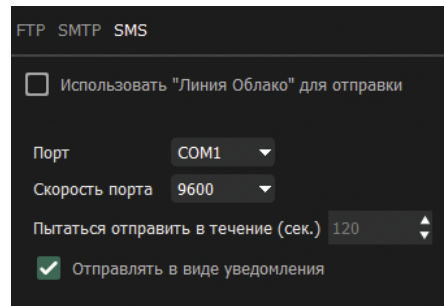 FTP SMTP SMS
Использовать "Линия Облако" для отправки
Порт COM1
Скорость порта 9600
Пытаться отправить в течение (сек.) 120
Отправлять в виде уведомления